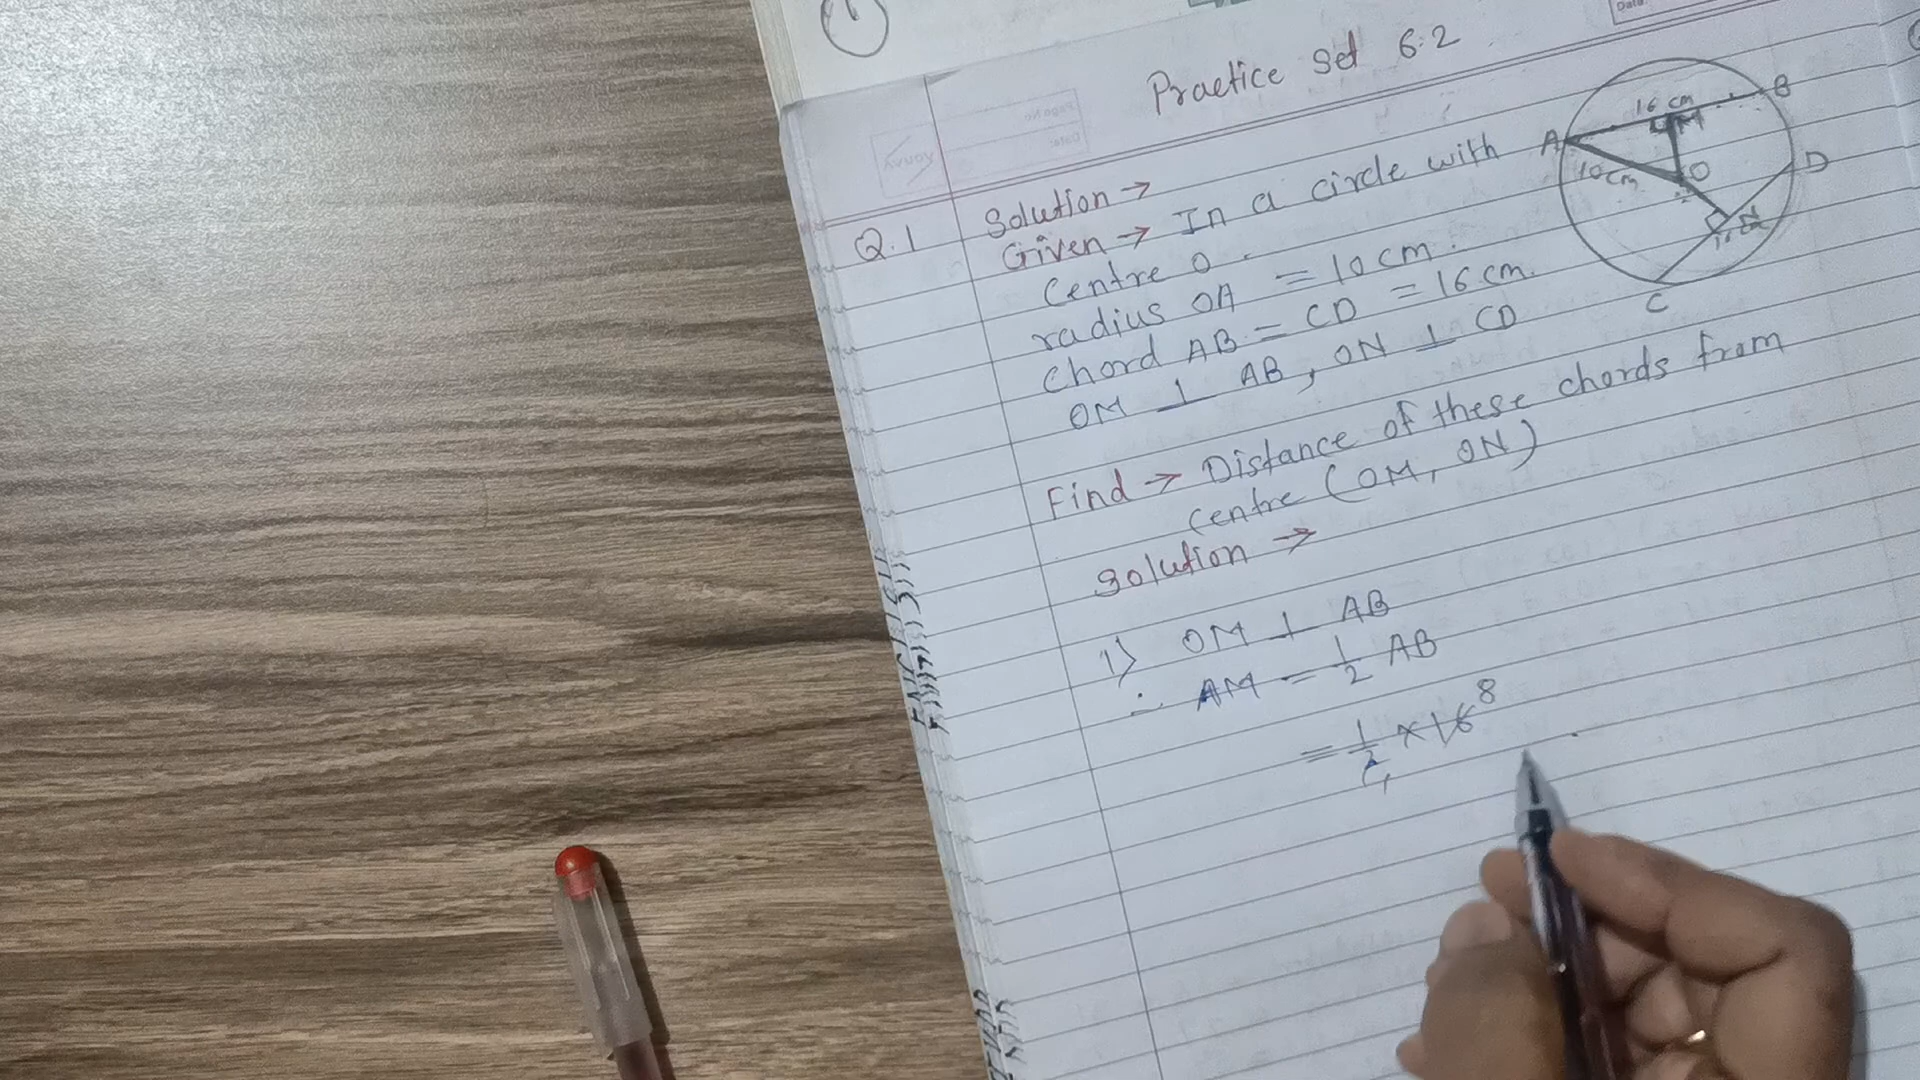 Practice Set 6.2
Q.1
Solution →
Given → In a circle with
Centre O.
radius OA = 10 cm.
chord AB = CD = 16 cm.
OM ⊥ AB, ON ⊥ CD
Find → Distance of these chords from
centre (OM, ON)
Solution →
1) OM ⊥ AB
∴ AM = 1/2 AB
= 1/2 × 16 8
1
A
16 cm
B
M
10 cm
O
D
N
C
Date